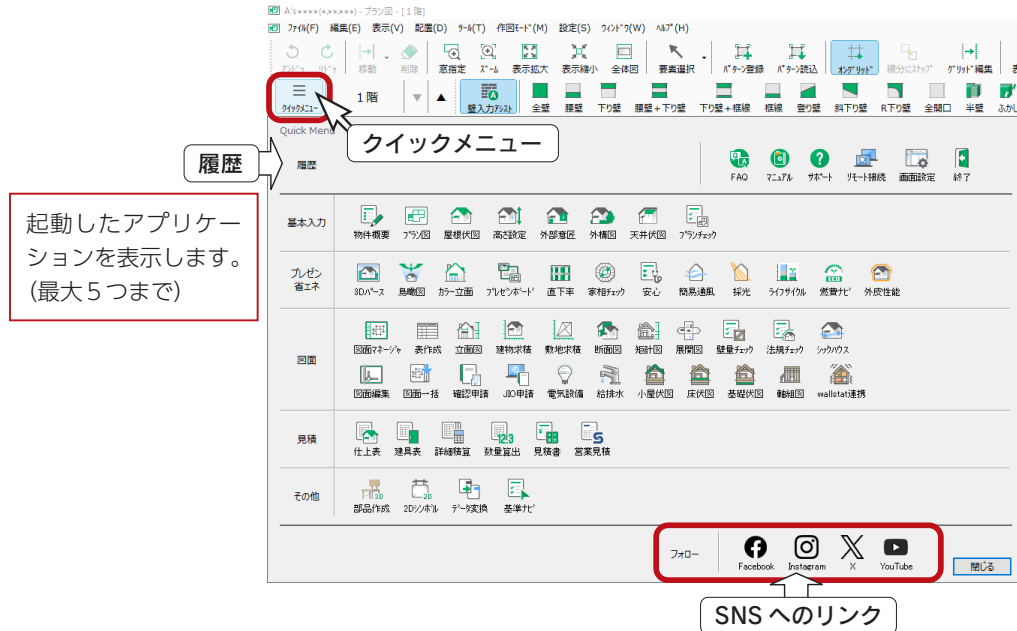 A's****(*,**,***) - プラン図 - [1 階]
ファイル(F) 編集(E) 表示(V) 配置(D) ツール(T) 作図モード(M) 設定(S) ウィンドウ(W) ヘルプ(H)
アンドゥ リドゥ 移動 削除 窓指定 ズーム 表示拡大 表示縮小 全体図 要素選択 パターン登録 パターン読込 オングリッド 線分にスナップ グリッド編集
クイックメニュー 1 階 壁入力アシスト 全壁 腰壁 下り壁 腰壁+下り壁 下り壁+框線 框線 登り壁 斜下り壁 R下り壁 全開口 半壁 ふかし
Quick Menu
クイックメニュー
履歴
履歴 FAQ マニュアル サポート リモート接続 画面設定 終了
起動したアプリケー
ションを表示します。
(最大5つまで)
基本入力 物件概要 プラン図 屋根伏図 高さ設定 外部意匠 外構図 天井伏図 プランチェック
プレゼン
省エネ
3Dパース 鳥瞰図 カラー立面 プレゼンボード 直下率 家相チェック 安心 簡易通風 採光 ライフサイクル 燃費ナビ 外皮性能
図面
図面マネージャ 表作成 立面図 建物求積 敷地求積 断面図 矩計図 展開図 壁量チェック 法規チェック シックハウス
図面編集 図面一括 確認申請 JIO申請 電気設備 給排水 小屋伏図 床伏図 基礎伏図 軸組図 wallstat連携
見積 仕上表 建具表 詳細積算 数量算出 見積書 営業見積
その他 部品作成 2Dシンボル データ変換 基準ナビ
フォロー Facebook Instagram X YouTube 閉じる
SNS へのリンク